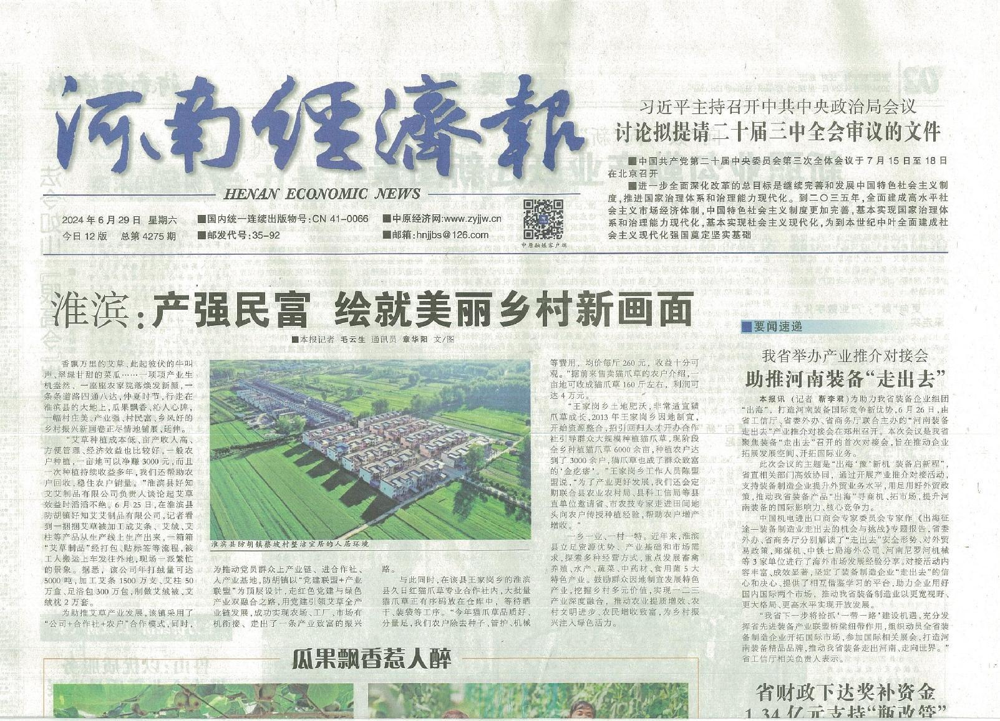 河南經濟報
HENAN ECONOMIC NEWS
2024年6月29日 星期六
今日12版 总第4275期
■国内统一连续出版物号:CN 41-0066
■邮发代号:35-92
■中原经济网:www.zyjjw.cn
■邮箱:hnjjbs@126.com
中原融媒客户端
习近平主持召开中共中央政治局会议
讨论拟提请二十届三中全会审议的文件
■中国共产党第二十届中央委员会第三次全体会议于7月15日至18日
在北京召开
■进一步全面深化改革的总目标是继续完善和发展中国特色社会主义制
度,推进国家治理体系和治理能力现代化。到二〇三五年,全面建成高水平社
会主义市场经济体制,中国特色社会主义制度更加完善,基本实现国家治理体
系和治理能力现代化,基本实现社会主义现代化,为到本世纪中叶全面建成社
会主义现代化强国奠定坚实基础
淮滨:产强民富 绘就美丽乡村新画面
■本报记者 毛云生 通讯员 章华阳 文/图
香飘万里的艾草、此起彼伏的牛叫
声、翠绿甘甜的菜瓜……一项项产业生
机盎然、一座座农家院落焕发新颜,一
条条道路四通八达,仲夏时节,行走在
淮滨县的大地上,瓜果飘香、沁人心脾,
一幅村庄美、产业强、村民富、乡风好的
乡村振兴新画卷正尽情地铺展、延伸。
“艾草种植成本低、亩产收入高、
方便管理、经济效益也比较好,一般农
户种植,一亩地可以净赚3000元,而且
一次种植持续收益多年,我们还帮助农
户回收,稳住农户销量。”淮滨县好知
艾艾制品有限公司负责人谈论起艾草
效益时滔滔不绝。6月25日,在淮滨县
防胡镇好知艾艾制品有限公司,记者看
到一捆捆艾草被加工成艾条、艾绒、艾
柱等产品从生产线上生产出来,一箱箱
“艾草制品”经打包、贴标签等流程,被
工人搬运上车发往外地,现场一派繁忙
的景象。据悉,该公司年打绒量可达
5000吨,加工艾条1500万支、艾柱50
万盒、足浴包300万包,制做艾绒被、艾
绒枕2万套。
为助推艾草产业发展,该镇采用了
“公司+合作社+农户”合作模式,同时,
淮滨县防胡镇蔡坡村整洁宜居的人居环境
为推动党员群众上产业链、进合作社、
入产业基地,防胡镇以“党建联盟+产业
联盟”为顶层设计,走红色党建与绿色
产业双融合之路,用党建引领艾草全产
业链发展,成功实现农场、工厂、市场有
机衔接、走出了一条产业致富的振兴
路。
与此同时,在该县王家岗乡的淮滨
县久日红猫爪草专业合作社内,大批量
猫爪草正有序码放在仓库中,等待晒
干、装袋等工序。“今年猫爪草品质好、
分量足,我们农户除去种子、管护、机械
等费用,均价每斤260元,收益十分可
观。”据前来售卖猫爪草的农户介绍,一
亩地可收成猫爪草160斤左右,利润可
达4万元。
“王家岗乡土地肥沃,非常适宜猫
爪草成长,2013年王家岗乡因地制宜,
开始资源整合,招引回归人才开办合作
社引导群众大规模种植猫爪草,现阶段
全乡种植猫爪草6000余亩,种植农户达
到了3000余户,猫爪草也成了群众致富
的‘金疙瘩’。”王家岗乡工作人员陈盟
盟说,“为了产业更好发展,我们还会定
期联合县农业农村局、县科工信局等县
直单位邀请省、市农技专家走进田间地
头向农户传授种植经验,帮助农户增产
增收。”
一乡一业、一村一特。近年来,淮滨
县立足资源优势、产业基础和市场需
求,探索多种经营方式,重点发展畜禽
养殖、水产、蔬菜、中药材、食用菌5大
特色产业。鼓励群众因地制宜发展特色
产业,挖掘乡村多元价值,实现一二三
产业深度融合,推动农业提质增效、农
村文明进步、农民增收致富,为乡村振
兴注入绿色活力。
■要闻速递
我省举办产业推介对接会
助推河南装备“走出去”
本报讯 (记者 靳李君)为助力我省装备企业组团
“出海”,打造河南装备国际竞争新优势,6月26日,由
省工信厅、省委外办、省商务厅联合主办的“河南装备
走出去”产业推介对接会在郑州召开。本次会议是我省
聚焦装备“走出去”召开的首次对接会,旨在推动企业
拓展发展空间、开拓国际业务。
此次会议的主题是“出海‘豫’新机 装备启新程”,
省直相关部门高效协同,通过开展产业推介对接活动,
支持装备制造企业提升外贸业务水平,用足用好外贸政
策,推动我省装备产品“出海”寻商机、拓市场,提升河
南装备的国际影响力、核心竞争力。
中国机电进出口商会专家委员会专家作《出海征
途—装备制造业走出去的机会与挑战》专题报告,省委
外办、省商务厅分别解读了“走出去”安全形势、对外贸
易政策,郑煤机、中铁七局海外公司、河南尼罗河机械
等3家单位进行了海外市场发展经验分享。对接活动内
容丰富、成效显著,坚定了装备制造企业“走出去”的信
心和决心、提供了相互借鉴学习的平台,助力企业用好
国内国际两个市场,推动我省装备制造业以更宽视野、
更大格局、更高水平实现开放发展。
“我省下一步将抢抓‘一带一路’建设机遇,充分发
挥省先进装备产业联盟桥梁纽带作用,组织动员全省装
备制造企业开拓国际市场,参加国际相关展会,打造河
南装备精品品牌,推动我省装备走出河南、走向世界。”
省工信厅相关负责人表示。
瓜果飘香惹人醉
省财政下达奖补资金
1.34亿元支持“瓶改管”